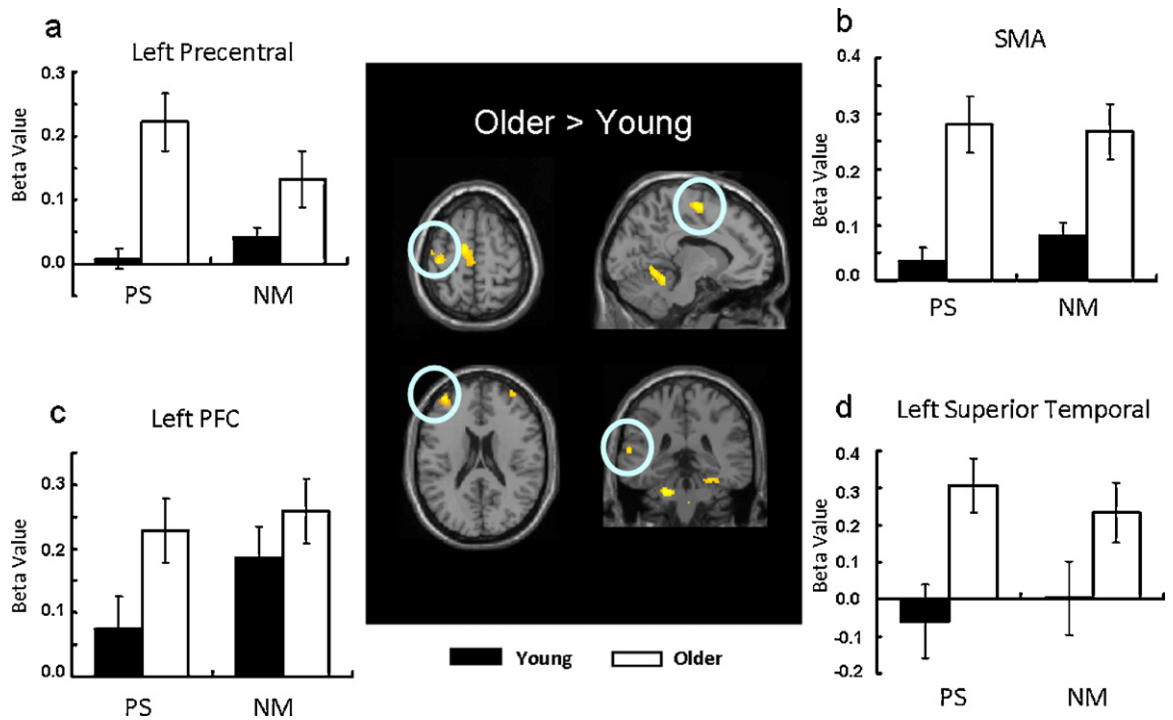 a
Left Precentral
0.3
0.2
0.1
0.0
Beta Value
PS NM
Older > Young
b
SMA
0.4
0.3
0.2
0.1
0.0
Beta Value
PS NM
c
Left PFC
0.3
0.2
0.1
0.0
Beta Value
PS NM
d
Left Superior Temporal
0.4
0.3
0.2
0.1
0.0
-0.1
-0.2
Beta Value
PS NM
Young Older